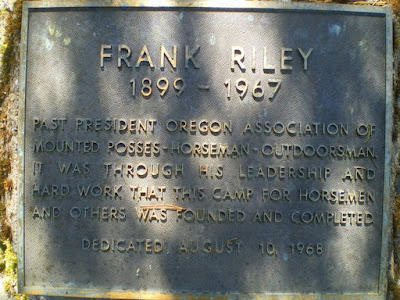 FRANK RILEY
1899 - 1967
PAST PRESIDENT OREGON ASSOCIATION OF
MOUNTED POSSES - HORSEMAN - OUTDOORSMAN.
IT WAS THROUGH HIS LEADERSHIP AND
HARD WORK THAT THIS CAMP FOR HORSEMEN
AND OTHERS WAS FOUNDED AND COMPLETED.
DEDICATED, AUGUST 10, 1968